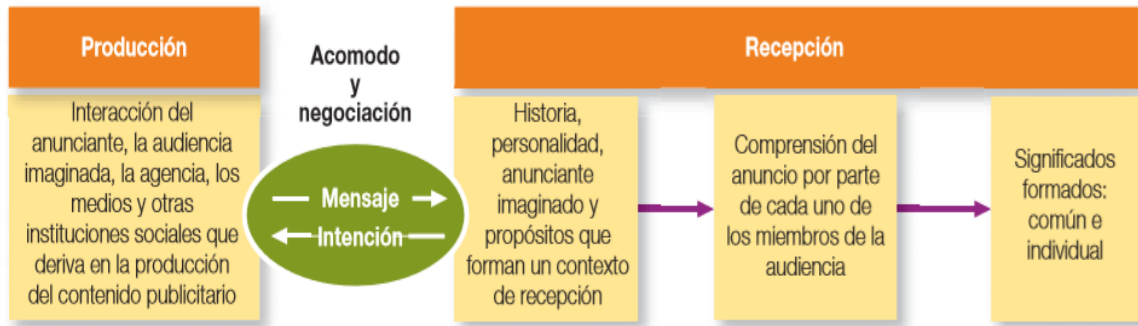 Producción
Interacción del
anunciante, la audiencia
imaginada, la agencia, los
medios y otras
instituciones sociales que
deriva en la producción
del contenido publicitario
Acomodo
y
negociación
Mensaje
Intención
Recepción
Historia,
personalidad,
anunciante
imaginado y
propósitos que
forman un contexto
de recepción
Comprensión del
anuncio por parte
de cada uno de
los miembros de la
audiencia
Significados
formados:
común e
individual